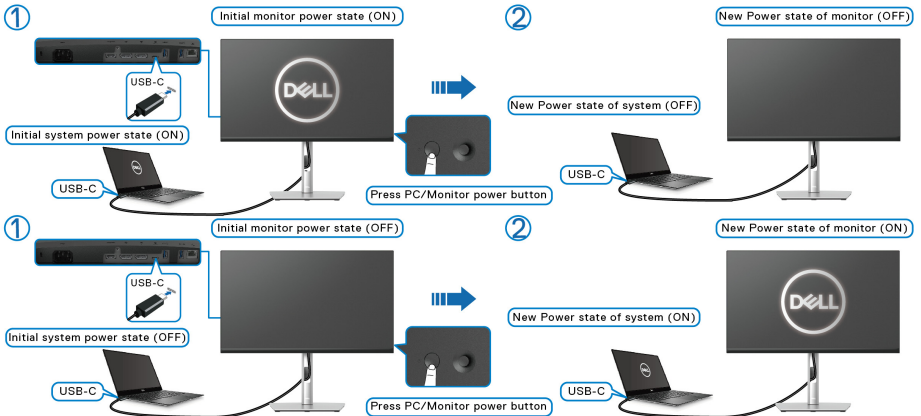 1
Initial monitor power state (ON)
2
New Power state of monitor (OFF)
USB-C
DELL
New Power state of system (OFF)
Initial system power state (ON)
DELL
USB-C
USB-C
Press PC/Monitor power button
1
Initial monitor power state (OFF)
2
New Power state of monitor (ON)
USB-C
DELL
New Power state of system (ON)
Initial system power state (OFF)
DELL
USB-C
USB-C
Press PC/Monitor power button